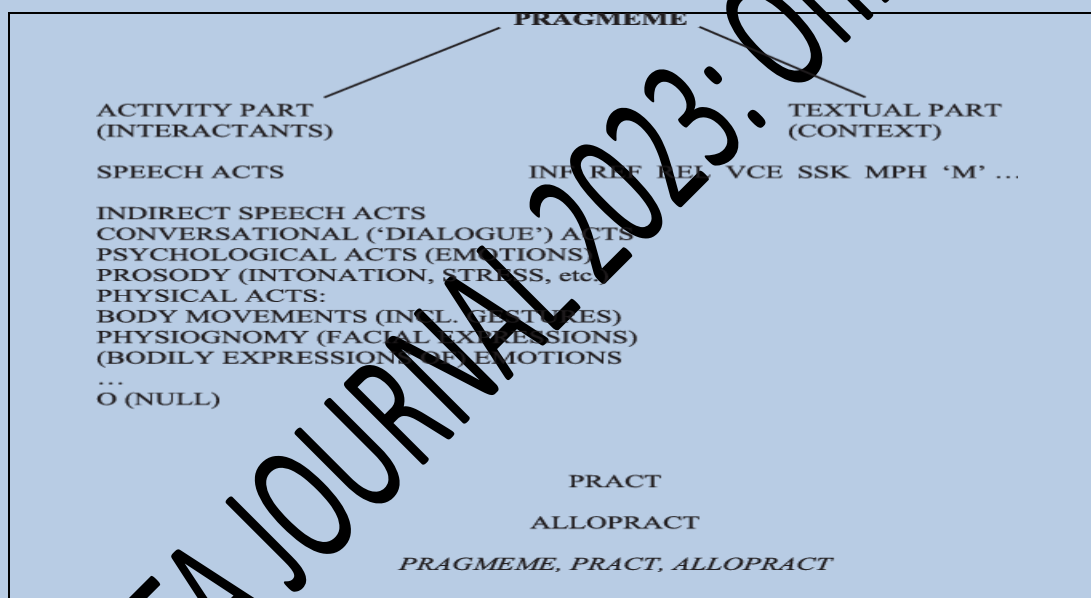 PRAGMEME
ACTIVITY PART
(INTERACTANTS)
TEXTUAL PART
(CONTEXT)
SPEECH ACTS
INF REF REL VCE SSK MPH ‘M’ …
INDIRECT SPEECH ACTS
CONVERSATIONAL (‘DIALOGUE’) ACTS
PSYCHOLOGICAL ACTS (EMOTIONS)
PROSODY (INTONATION, STRESS, etc.)
PHYSICAL ACTS:
BODY MOVEMENTS (INCL. GESTURES)
PHYSIOGNOMY (FACIAL EXPRESSIONS)
(BODILY EXPRESSIONS OF) EMOTIONS
…
O (NULL)
PRACT
ALLOPRACT
PRAGMEME, PRACT, ALLOPRACT
JOURNAL 2023: